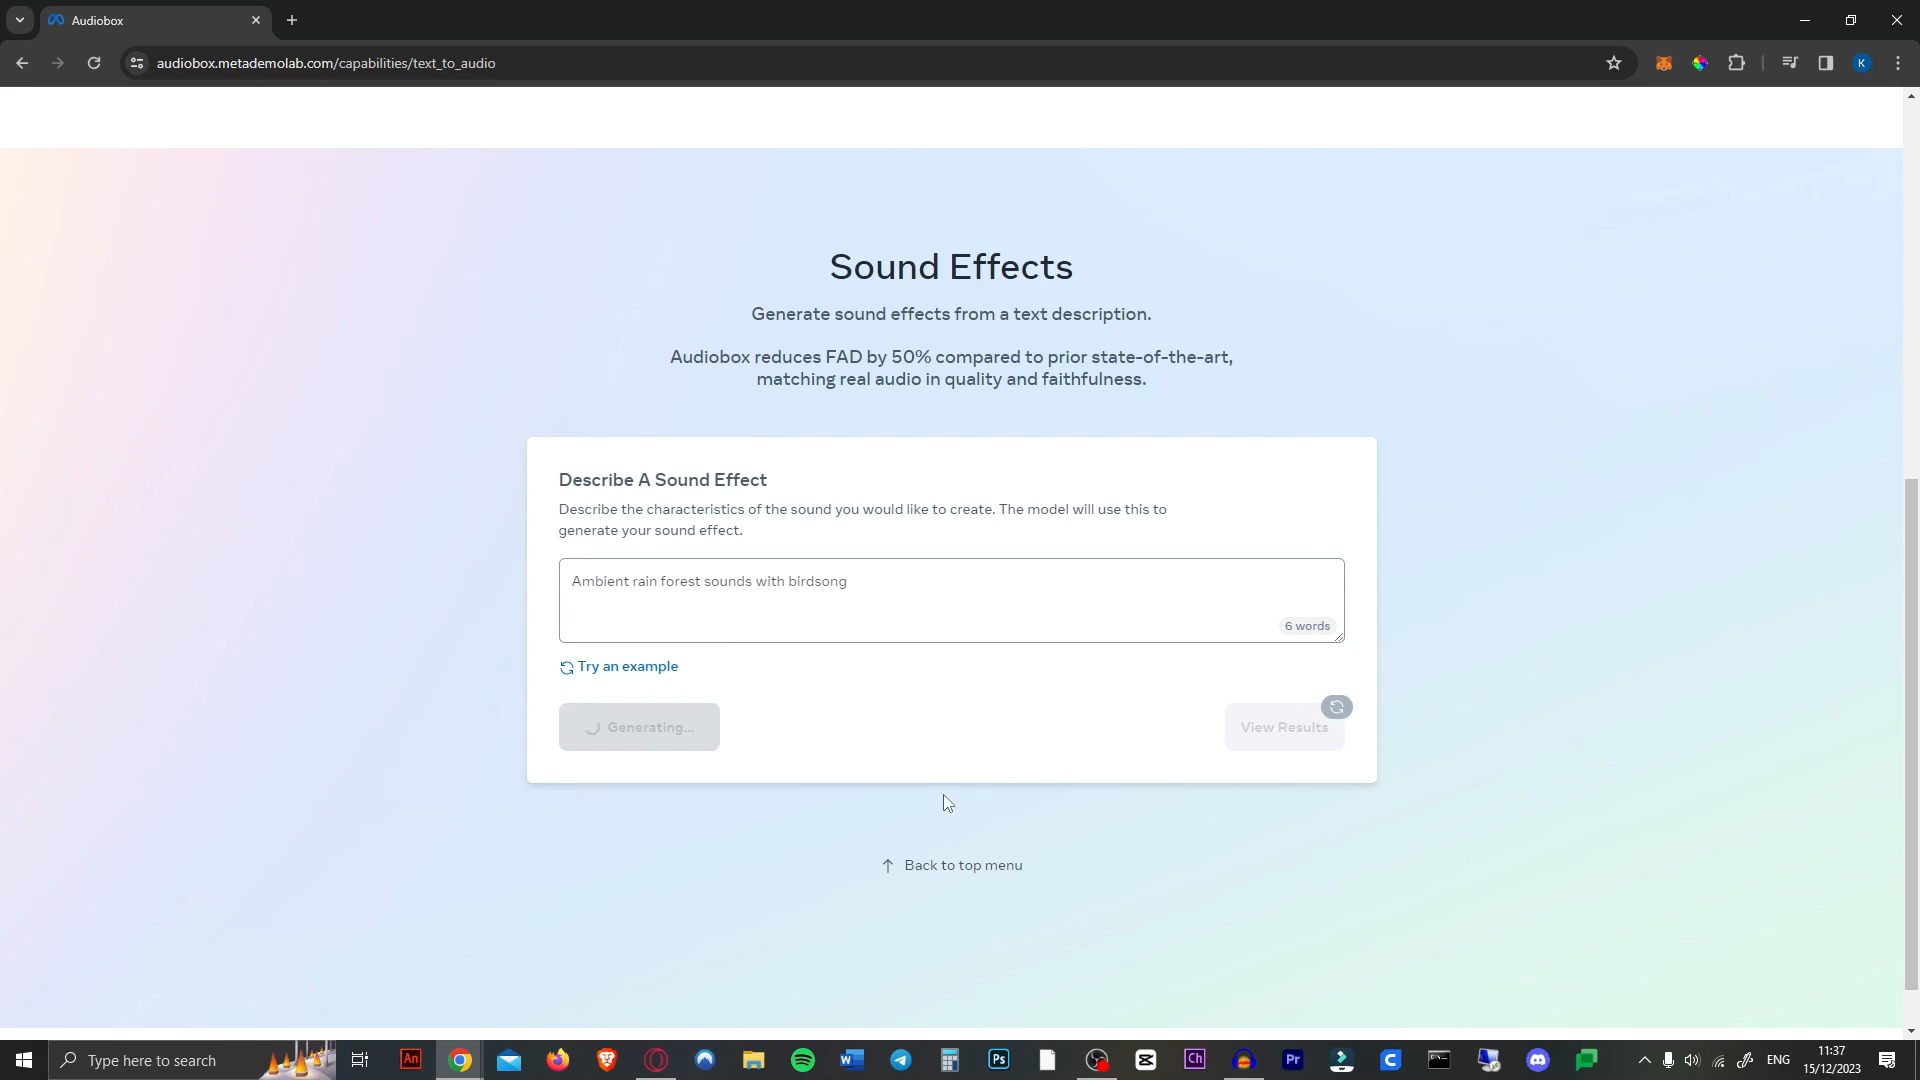 Audiobox
audiobox.metademolab.com/capabilities/text_to_audio
K
Sound Effects
Generate sound effects from a text description.
Audiobox reduces FAD by 50% compared to prior state-of-the-art,
matching real audio in quality and faithfulness.
Describe A Sound Effect
Describe the characteristics of the sound you would like to create. The model will use this to
generate your sound effect.
Ambient rain forest sounds with birdsong
6 words
Try an example
Generating...
View Results
Back to top menu
Type here to search
An
Ps
Ch
Pr
ENG
11:37
15/12/2023